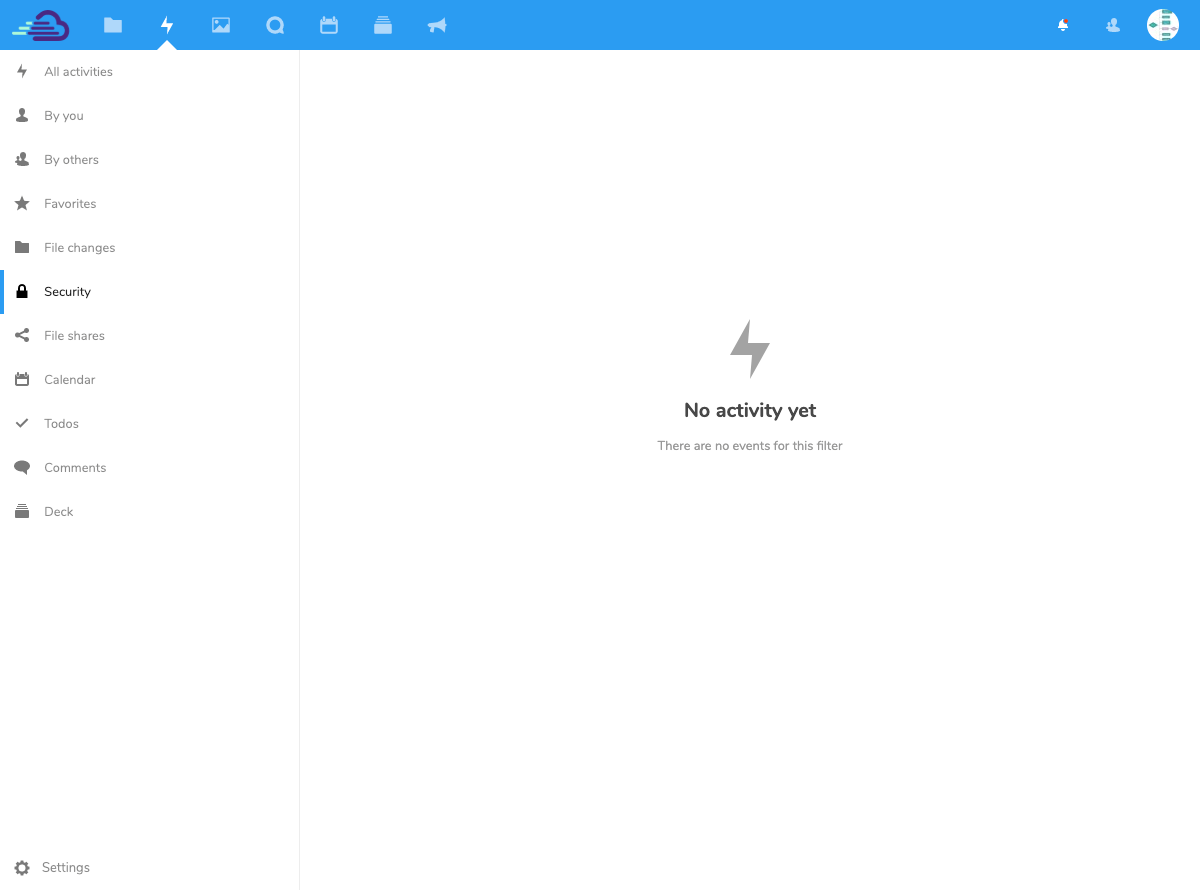 All activities
By you
By others
Favorites
File changes
Security
File shares
Calendar
Todos
Comments
Deck
Settings
No activity yet
There are no events for this filter